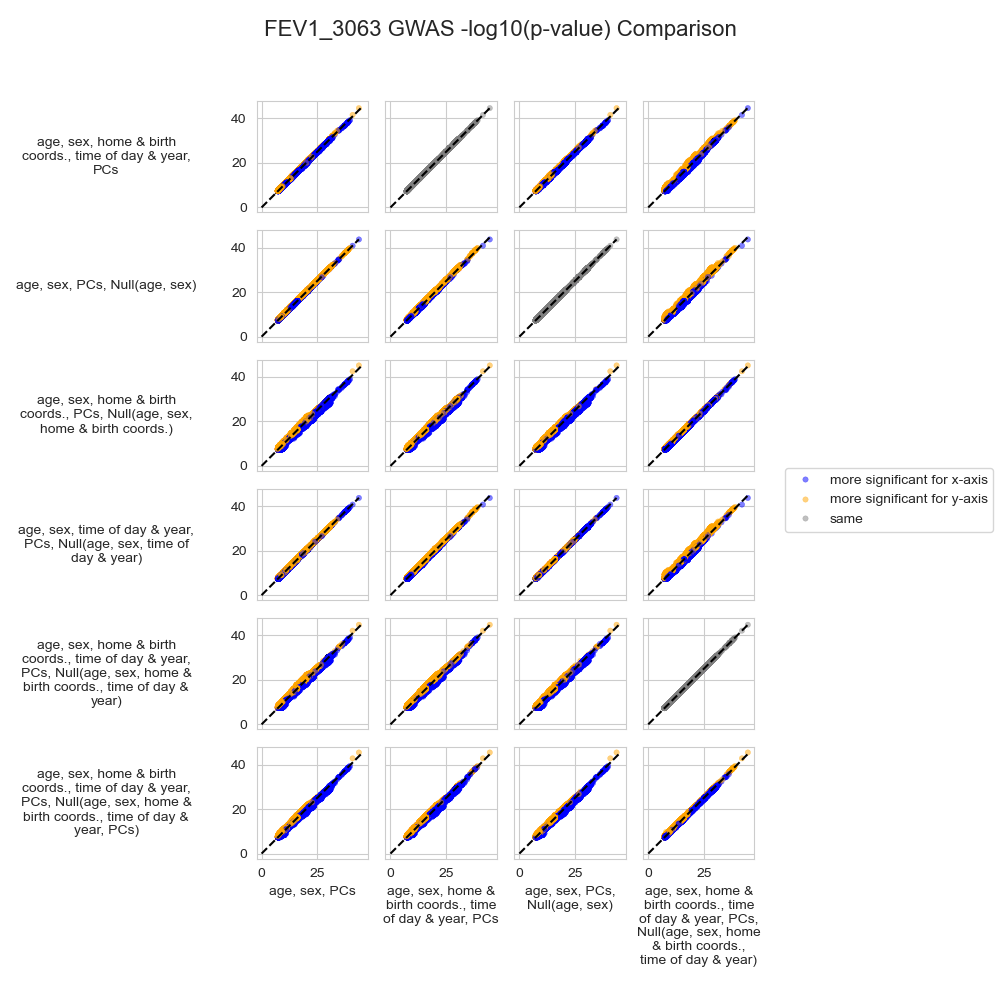 FEV1_3063 GWAS -log10(p-value) Comparison
age, sex, home & birth
coords., time of day & year,
PCs
40
20
0
age, sex, PCs, Null(age, sex)
40
20
0
age, sex, home & birth
coords., PCs, Null(age, sex,
home & birth coords.)
40
20
0
more significant for x-axis
more significant for y-axis
same
age, sex, time of day & year,
PCs, Null(age, sex, time of
day & year)
40
20
0
age, sex, home & birth
coords., time of day & year,
PCs, Null(age, sex, home &
birth coords., time of day &
year)
40
20
0
age, sex, home & birth
coords., time of day & year,
PCs, Null(age, sex, home &
birth coords., time of day &
year, PCs)
40
20
0
0 25
age, sex, PCs
0 25
age, sex, home &
birth coords., time
of day & year, PCs
0 25
age, sex, PCs,
Null(age, sex)
0 25
age, sex, home &
birth coords., time
of day & year, PCs,
Null(age, sex, home
& birth coords.,
time of day & year)